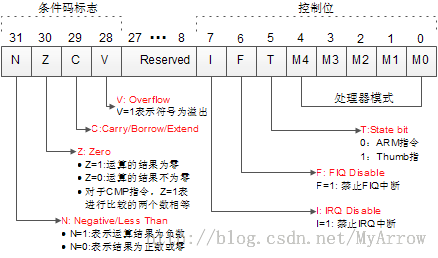 条件码标志 控制位
31 30 29 28 27 ··· 8 7 6 5 4 3 2 1 0
N Z C V Reserved I F T M4 M3 M2 M1 M0
处理器模式
V: Overflow
V=1表示符号为溢出
C:Carry/Borrow/Extend
T:State bit
0: ARM指令
1: Thumb指
Z: Zero
• Z=1:运算的结果为零
• Z=0:运算的结果不为零
• 对于CMP指令，Z=1表
进行比较的两个数相等
F: FIQ Disable
F=1: 禁止FIQ中断
N: Negative/Less Than
• N=1:表示运算结果为负数
• N=0:表示结果为正数或零
I: IRQ Disable
I=1: 禁止IRQ中断
http://blog.csdn.net/MyArrow